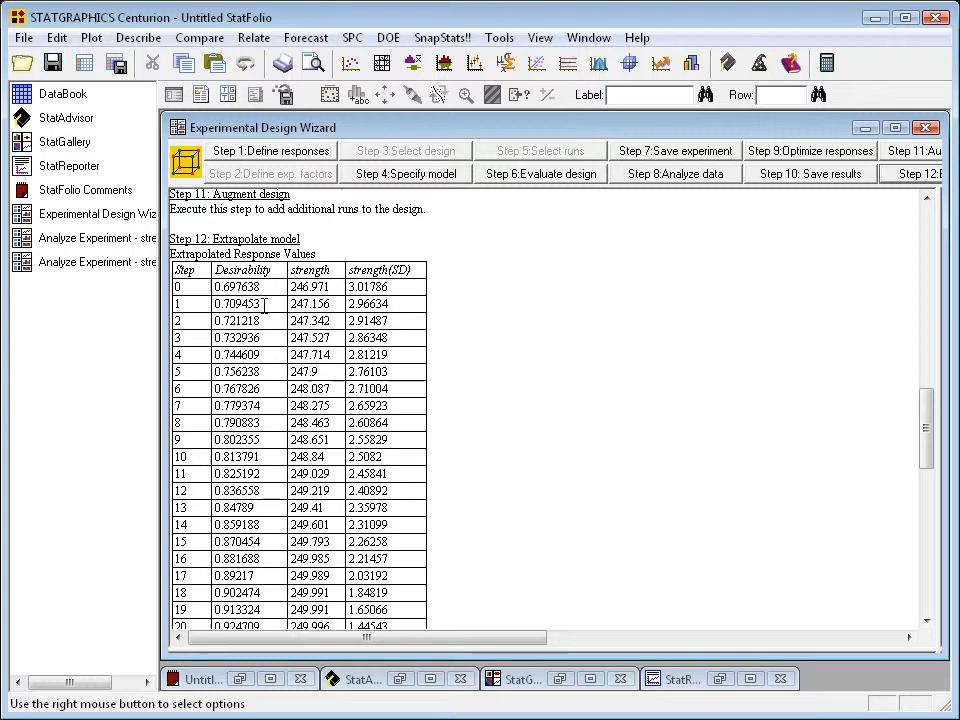 STATGRAPHICS Centurion - Untitled StatFolio
File Edit Plot Describe Compare Relate Forecast SPC DOE SnapStats!! Tools View Window Help
Label: Row:
DataBook
StatAdvisor
StatGallery
StatReporter
StatFolio Comments
Experimental Design Wiz
Analyze Experiment - stre
Analyze Experiment - stre
Experimental Design Wizard
Step 1:Define responses Step 3:Select design Step 5:Select runs Step 7:Save experiment Step 9:Optimize responses Step 11:Au
Step 2:Define exp. factors Step 4:Specify model Step 6:Evaluate design Step 8:Analyze data Step 10: Save results Step 12:E
Step 11: Augment design
Execute this step to add additional runs to the design.
Step 12: Extrapolate model
Extrapolated Response Values
Step Desirability strength strength(SD)
0 0.697638 246.971 3.01786
1 0.709453 247.156 2.96634
2 0.721218 247.342 2.91487
3 0.732936 247.527 2.86348
4 0.744609 247.714 2.81219
5 0.756238 247.9 2.76103
6 0.767826 248.087 2.71004
7 0.779374 248.275 2.65923
8 0.790883 248.463 2.60864
9 0.802355 248.651 2.55829
10 0.813791 248.84 2.5082
11 0.825192 249.029 2.45841
12 0.836558 249.219 2.40892
13 0.84789 249.41 2.35978
14 0.859188 249.601 2.31099
15 0.870454 249.793 2.26258
16 0.881688 249.985 2.21457
17 0.89217 249.989 2.03192
18 0.902474 249.991 1.84819
19 0.913324 249.991 1.65066
20 0.924709 249.996 1.44543
Untitl... StatA... StatG... StatR...
Use the right mouse button to select options